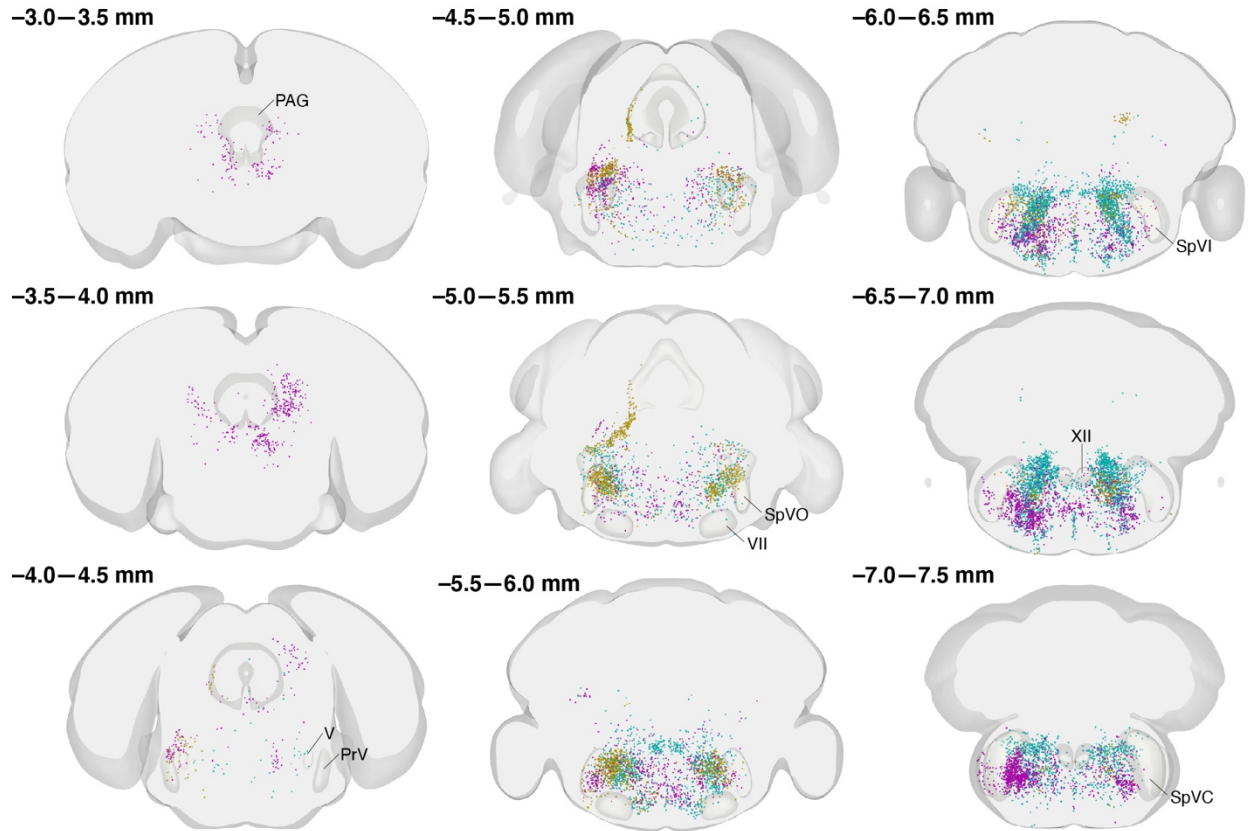 –3.0–3.5 mm
PAG
–3.5–4.0 mm
–4.0–4.5 mm
V
PrV
–4.5–5.0 mm
–5.0–5.5 mm
SpVO
VII
–5.5–6.0 mm
–6.0–6.5 mm
SpVI
–6.5–7.0 mm
XII
–7.0–7.5 mm
SpVC